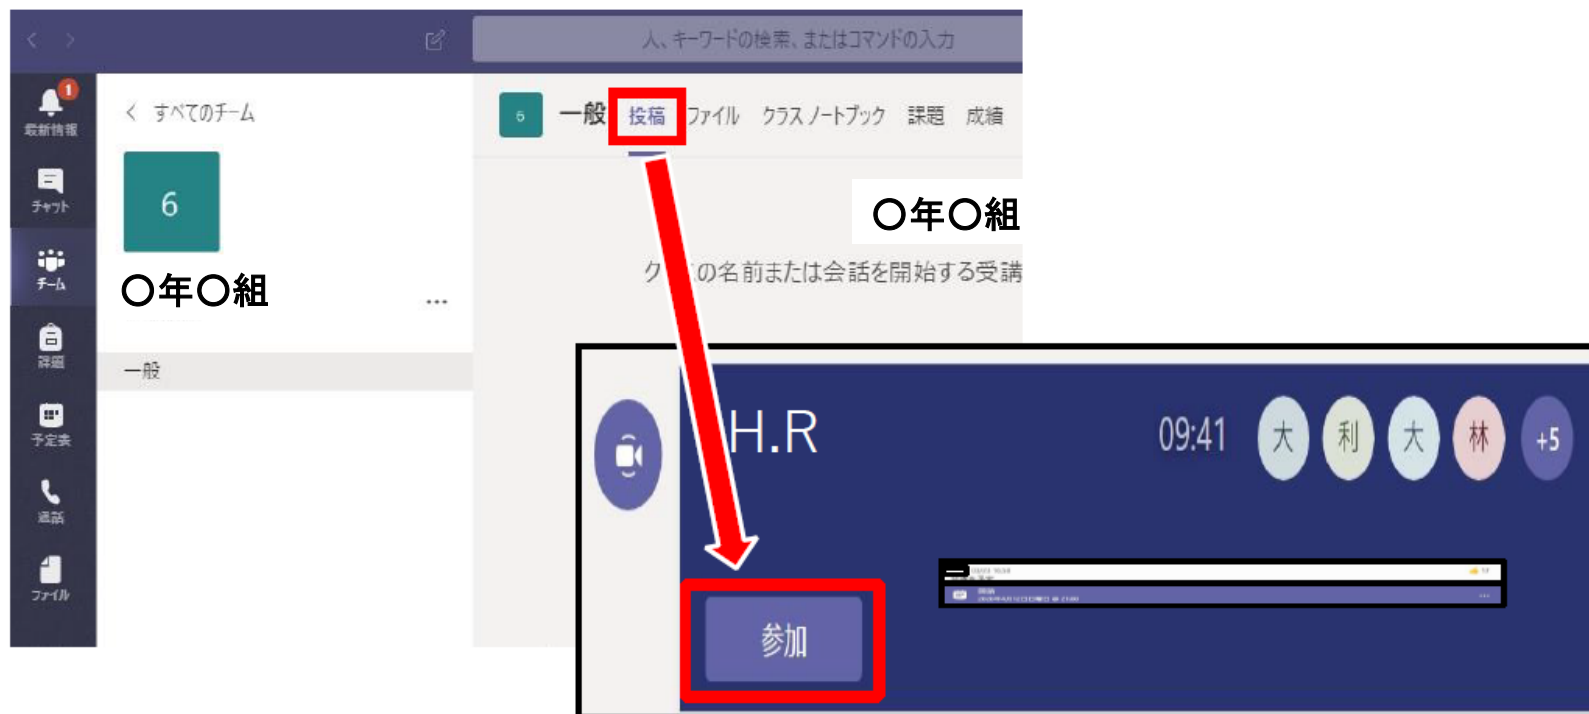 人、キーワードの検索、またはコマンドの入力
1
最新情報
チャット
チーム
課題
予定表
通話
ファイル
すべてのチーム
6
〇年〇組
...
一般
6
一般 投稿 ファイル クラス ノートブック 課題 成績
〇年〇組
の名前または会話を開始する受講
H.R
09:41
大 利 大 林 +5
参加